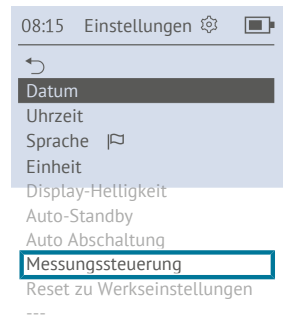 08:15 Einstellungen
Datum
Uhrzeit
Sprache
Einheit
Display-Helligkeit
Auto-Standby
Auto Abschaltung
Messungssteuerung
Reset zu Werkseinstellungen
---